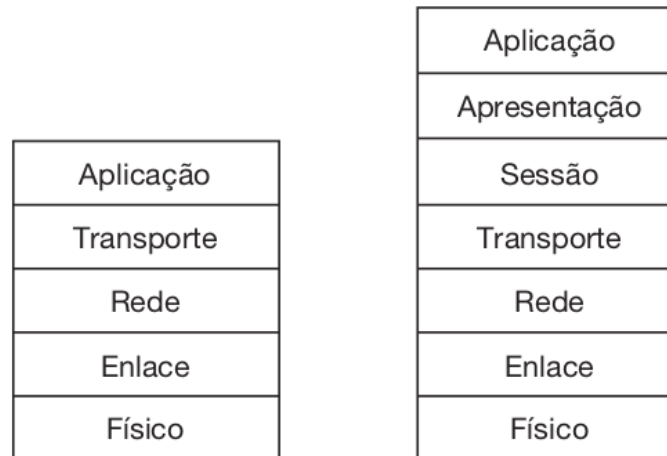 Aplicação
Transporte
Rede
Enlace
Físico
Aplicação
Apresentação
Sessão
Transporte
Rede
Enlace
Físico